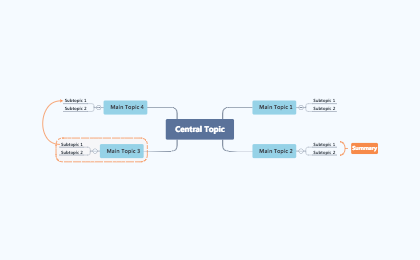 Subtopic 1
Main Topic 4
Subtopic 2
Main Topic 1
Subtopic 1
Subtopic 2
Central Topic
Subtopic 1
Main Topic 3
Subtopic 2
Main Topic 2
Subtopic 1
Subtopic 2
Summary